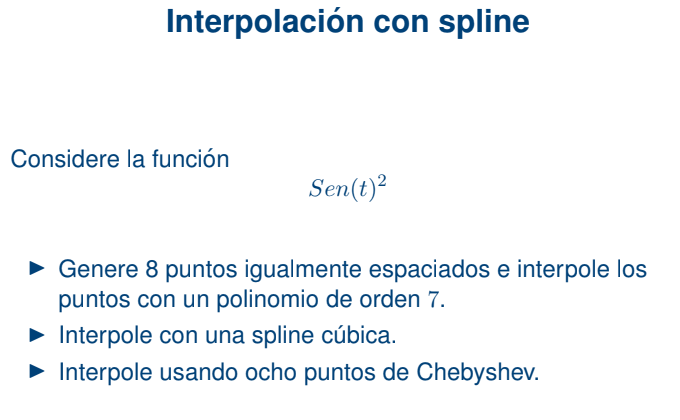 Interpolación con spline
Considere la función
Sen(t)²
▶ Genere 8 puntos igualmente espaciados e interpole los
puntos con un polinomio de orden 7.
▶ Interpole con una spline cúbica.
▶ Interpole usando ocho puntos de Chebyshev.